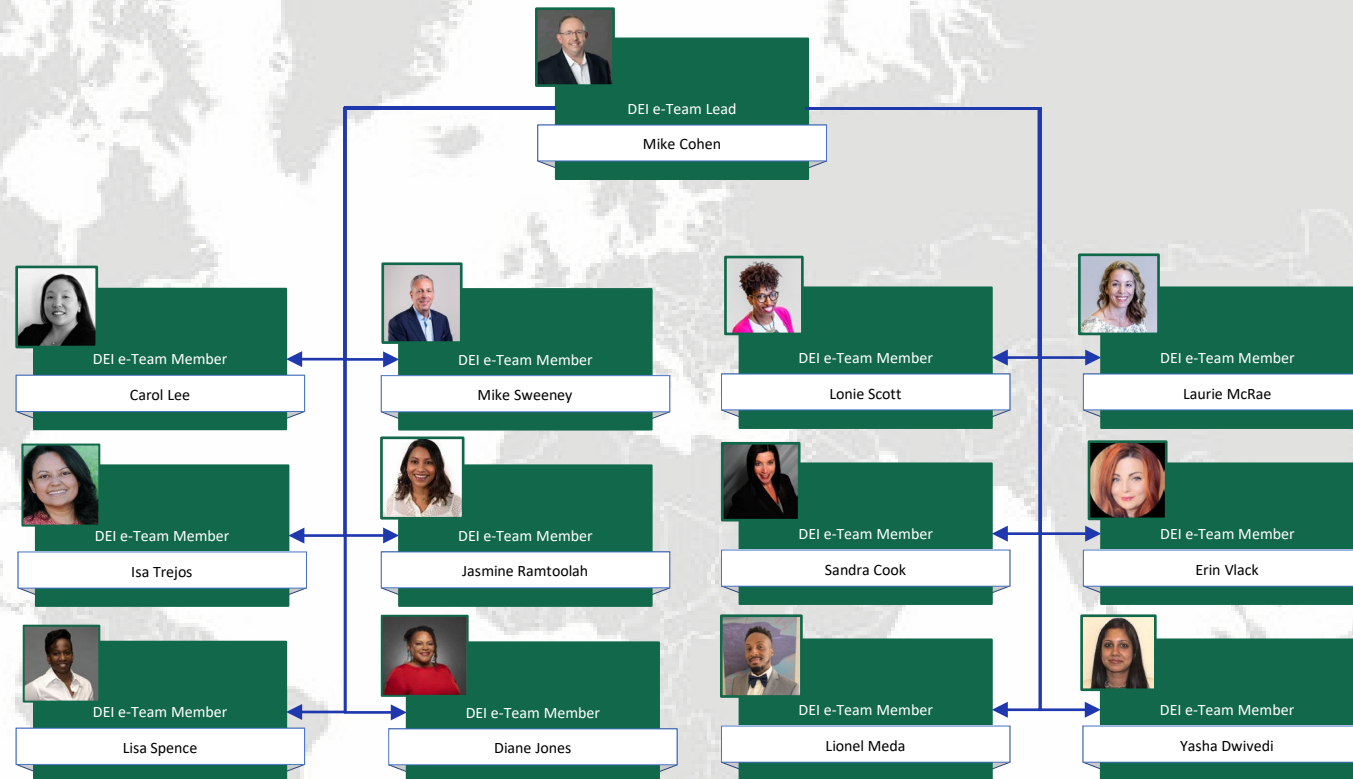 DEI e-Team Lead
Mike Cohen
DEI e-Team Member
Carol Lee
DEI e-Team Member
Mike Sweeney
DEI e-Team Member
Lonie Scott
DEI e-Team Member
Laurie McRae
DEI e-Team Member
Isa Trejos
DEI e-Team Member
Jasmine Ramtoolah
DEI e-Team Member
Sandra Cook
DEI e-Team Member
Erin Vlack
DEI e-Team Member
Lisa Spence
DEI e-Team Member
Diane Jones
DEI e-Team Member
Lionel Meda
DEI e-Team Member
Yasha Dwivedi